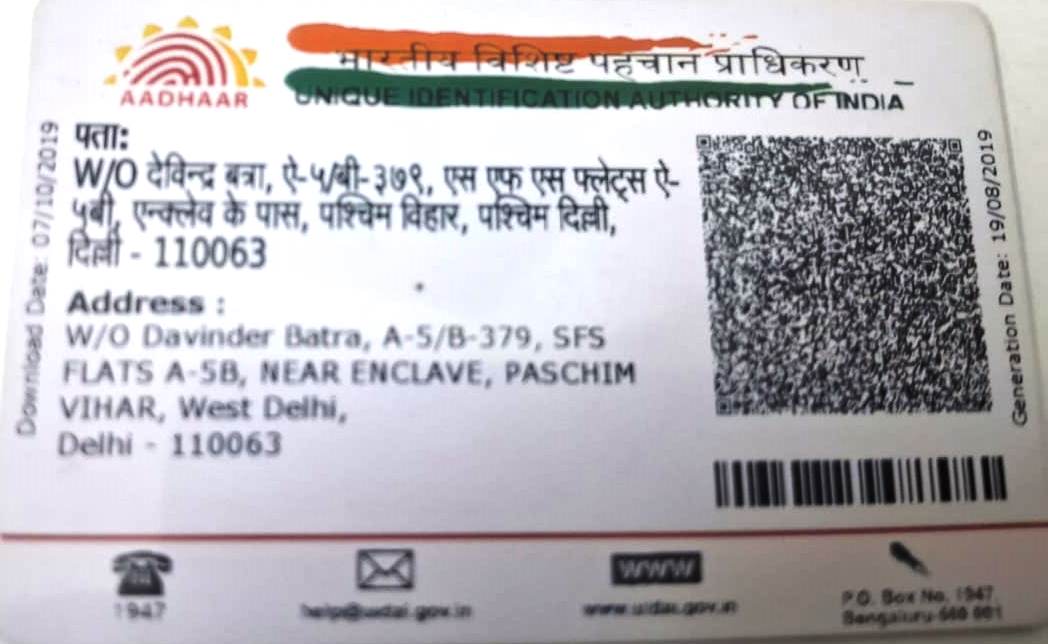 AADHAAR
भारतीय विशिष्ट पहचान प्राधिकरण
UNIQUE IDENTIFICATION AUTHORITY OF INDIA
Download Date: 07/10/2019
पता:
W/O देविन्द्र बत्रा, ऐ-५/बी-३७९, एस एफ एस फ्लेट्स ऐ-
५बी, एन्क्लेव के पास, पश्चिम विहार, पश्चिम दिल्ली,
दिल्ली - 110063
Address :
W/O Davinder Batra, A-5/B-379, SFS
FLATS A-5B, NEAR ENCLAVE, PASCHIM
VIHAR, West Delhi,
Delhi - 110063
Generation Date: 19/08/2019
1947
help@uidai.gov.in
www
www.uidai.gov.in
P.O. Box No. 1947,
Bengaluru-560 001